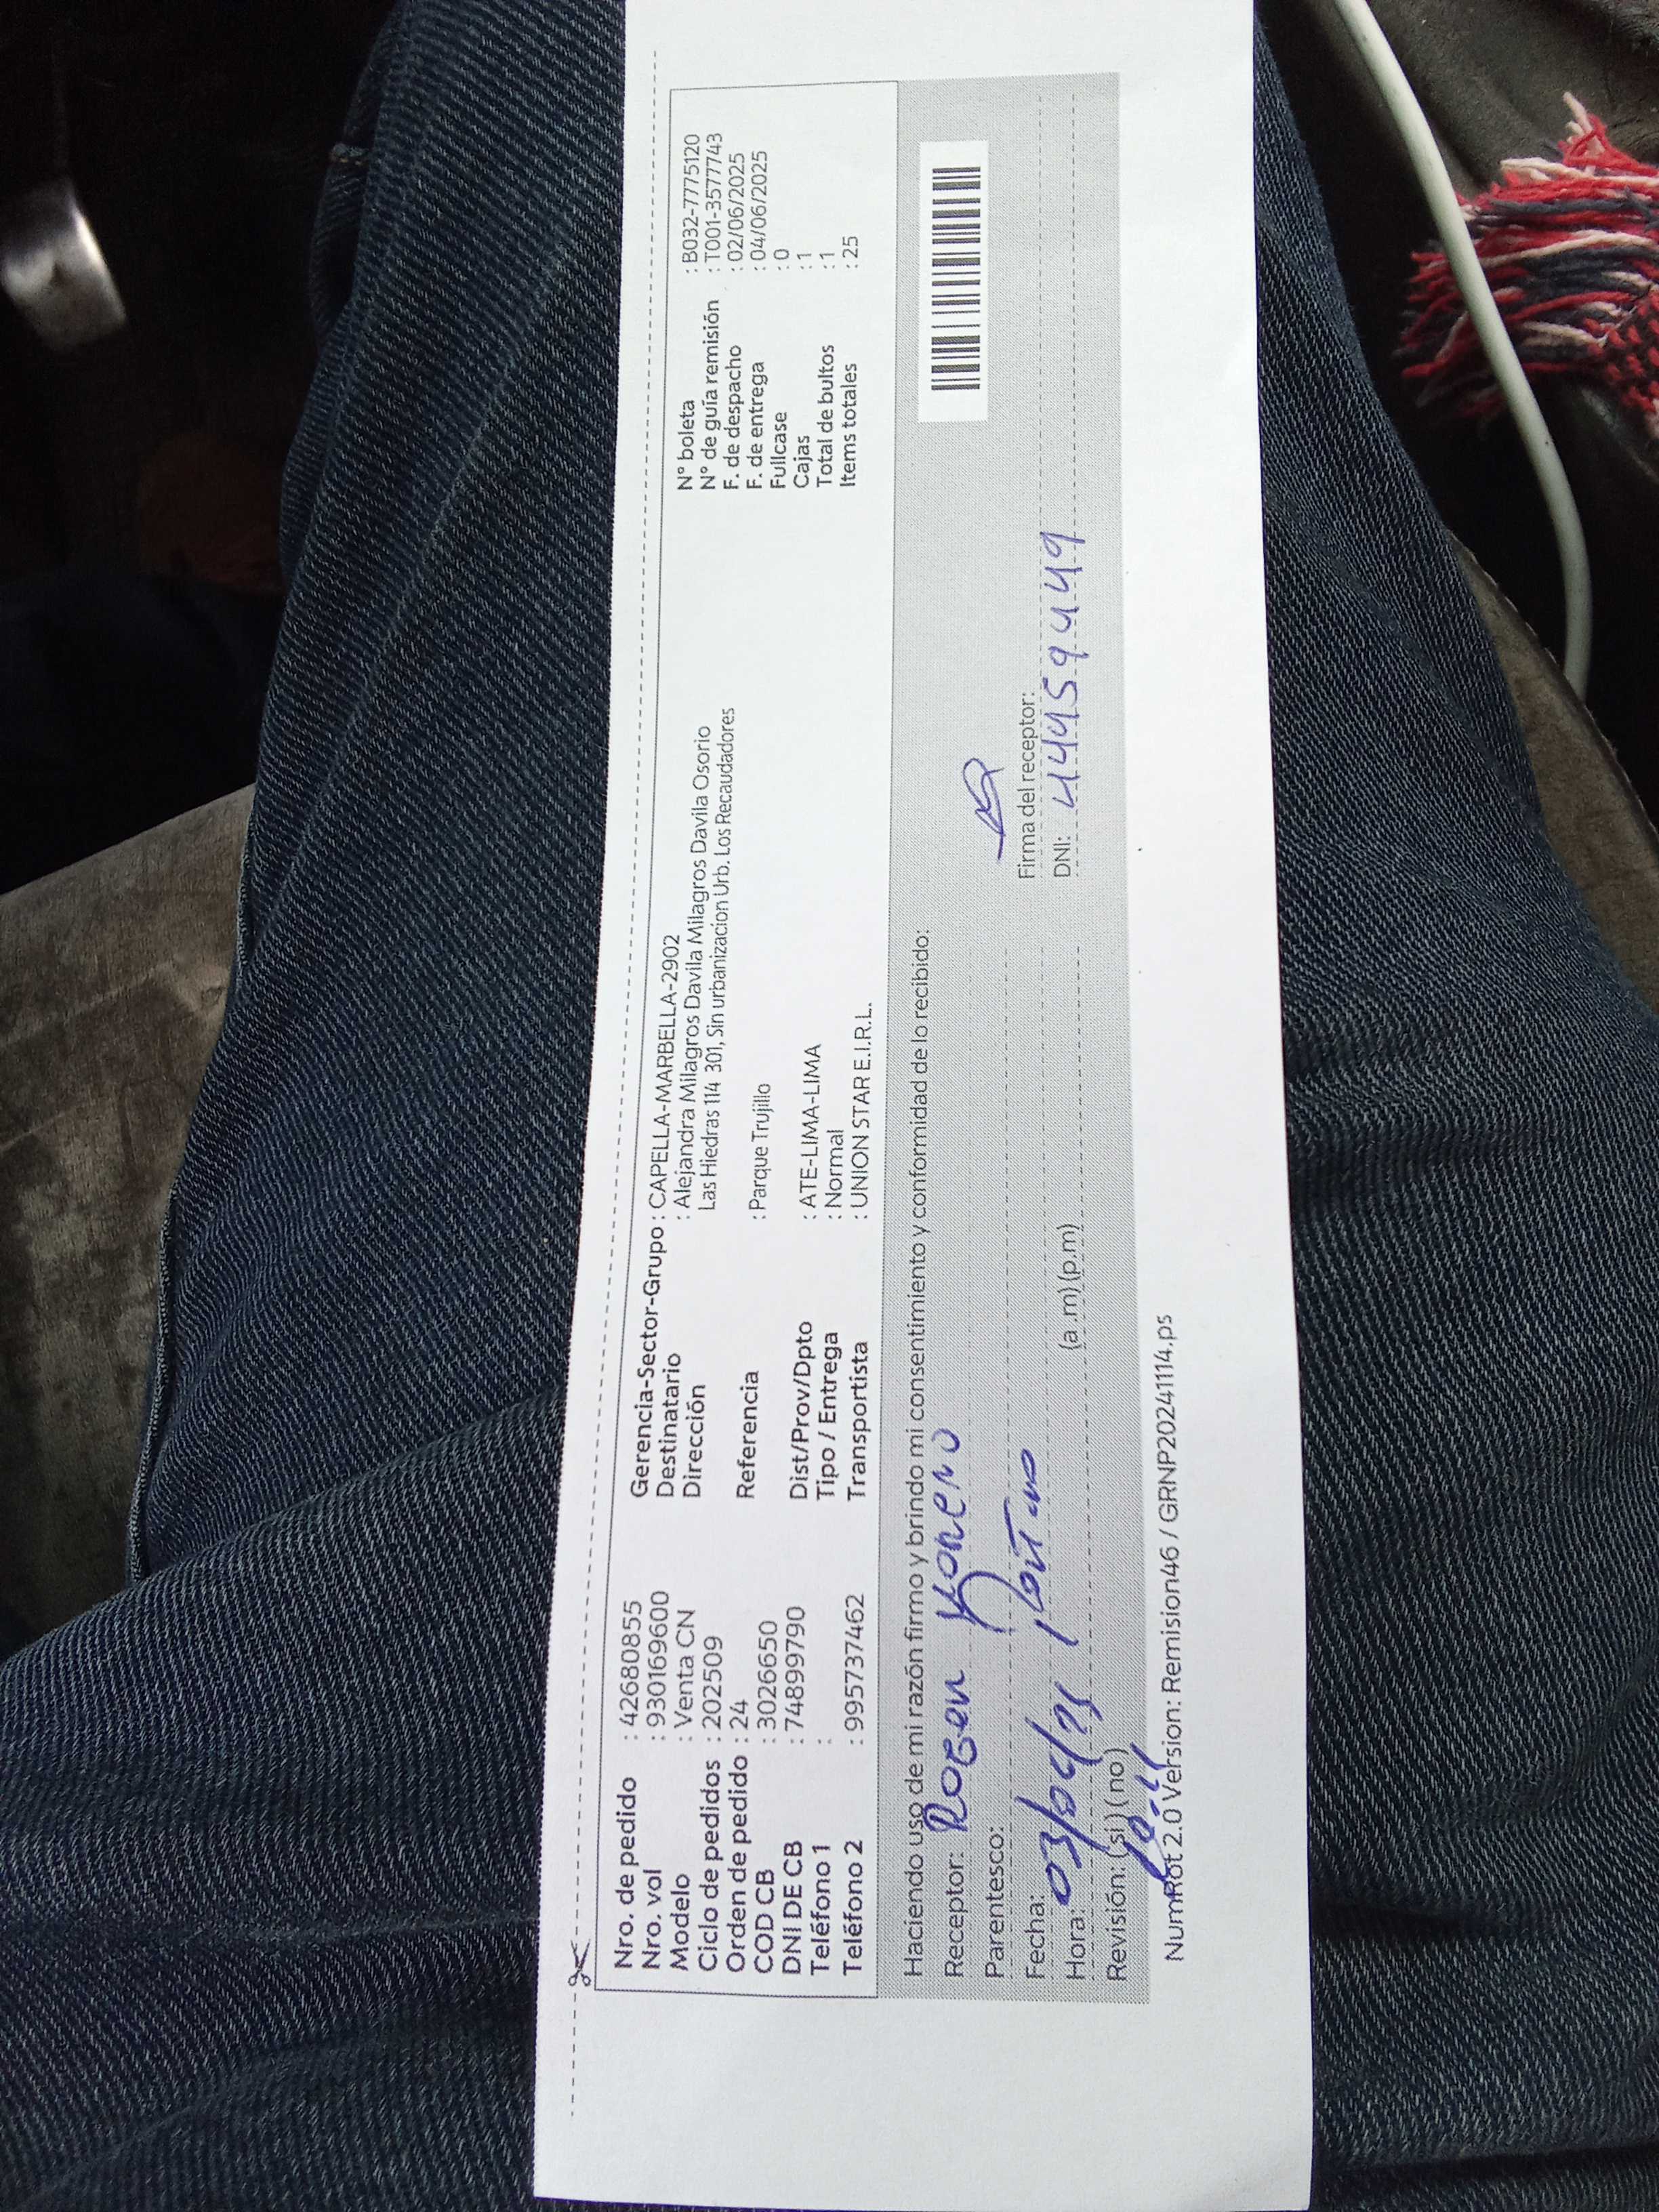 Nro. de pedido : 42680855
Nro. vol : 930169600
Modelo : Venta CN
Ciclo de pedidos : 202509
Orden de pedido : 24
COD CB : 3026650
DNI DE CB : 74899790
Teléfono 1 :
Teléfono 2 : 995737462
Gerencia-Sector-Grupo : CAPELLA-MARBELLA-2902
Destinatario : Alejandra Milagros Davila Milagros Davila Osorio
Dirección Las Hiedras 114 301, Sin urbanizacion Urb. Los Recaudadores
Referencia : Parque Trujillo
Dist/Prov/Dpto : ATE-LIMA-LIMA
Tipo / Entrega : Normal
Transportista : UNION STAR E.I.R.L.
N° boleta : B032-7775120
N° de guía remisión : T001-3577743
F. de despacho : 02/06/2025
F. de entrega : 04/06/2025
Fullcase : 0
Cajas : 1
Total de bultos : 1
Items totales : 25
Haciendo uso de mi razón firmo y brindo mi consentimiento y conformidad de lo recibido:
Receptor: Roger
Parentesco:
Fecha: 03/06/25
Hora: (a.m) (p.m)
Revisión: (si) (no)
Firma del receptor:
DNI: 44459449
NumRot 2.0 Version: Remision46 / GRNP20241114.ps